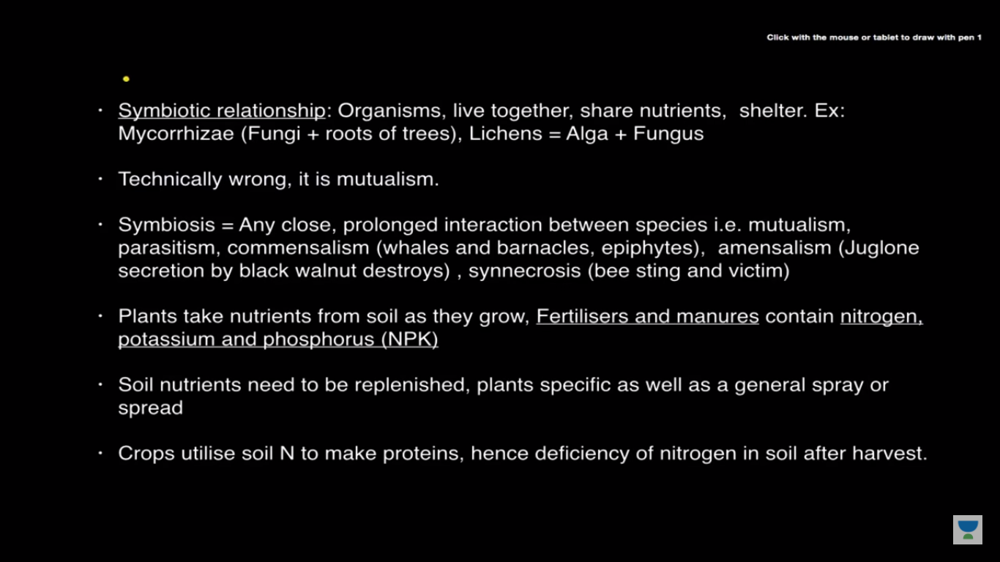 Click with the mouse or tablet to draw with pen 1
Symbiotic relationship: Organisms, live together, share nutrients, shelter. Ex:
Mycorrhizae (Fungi + roots of trees), Lichens = Alga + Fungus
Technically wrong, it is mutualism.
Symbiosis = Any close, prolonged interaction between species i.e. mutualism,
parasitism, commensalism (whales and barnacles, epiphytes), amensalism (Juglone
secretion by black walnut destroys) , synnecrosis (bee sting and victim)
Plants take nutrients from soil as they grow, Fertilisers and manures contain nitrogen,
potassium and phosphorus (NPK)
Soil nutrients need to be replenished, plants specific as well as a general spray or
spread
Crops utilise soil N to make proteins, hence deficiency of nitrogen in soil after harvest.